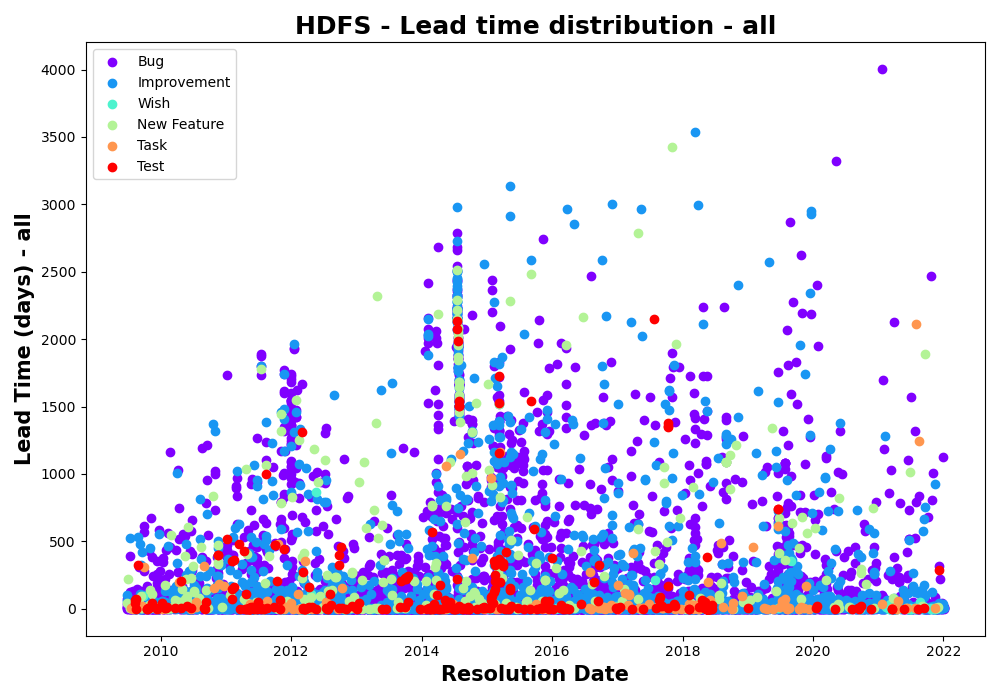 HDFS - Lead time distribution - all
Bug
Improvement
Wish
New Feature
Task
Test
Lead Time (days) - all
4000
3500
3000
2500
2000
1500
1000
500
0
2010
2012
2014
2016
2018
2020
2022
Resolution Date